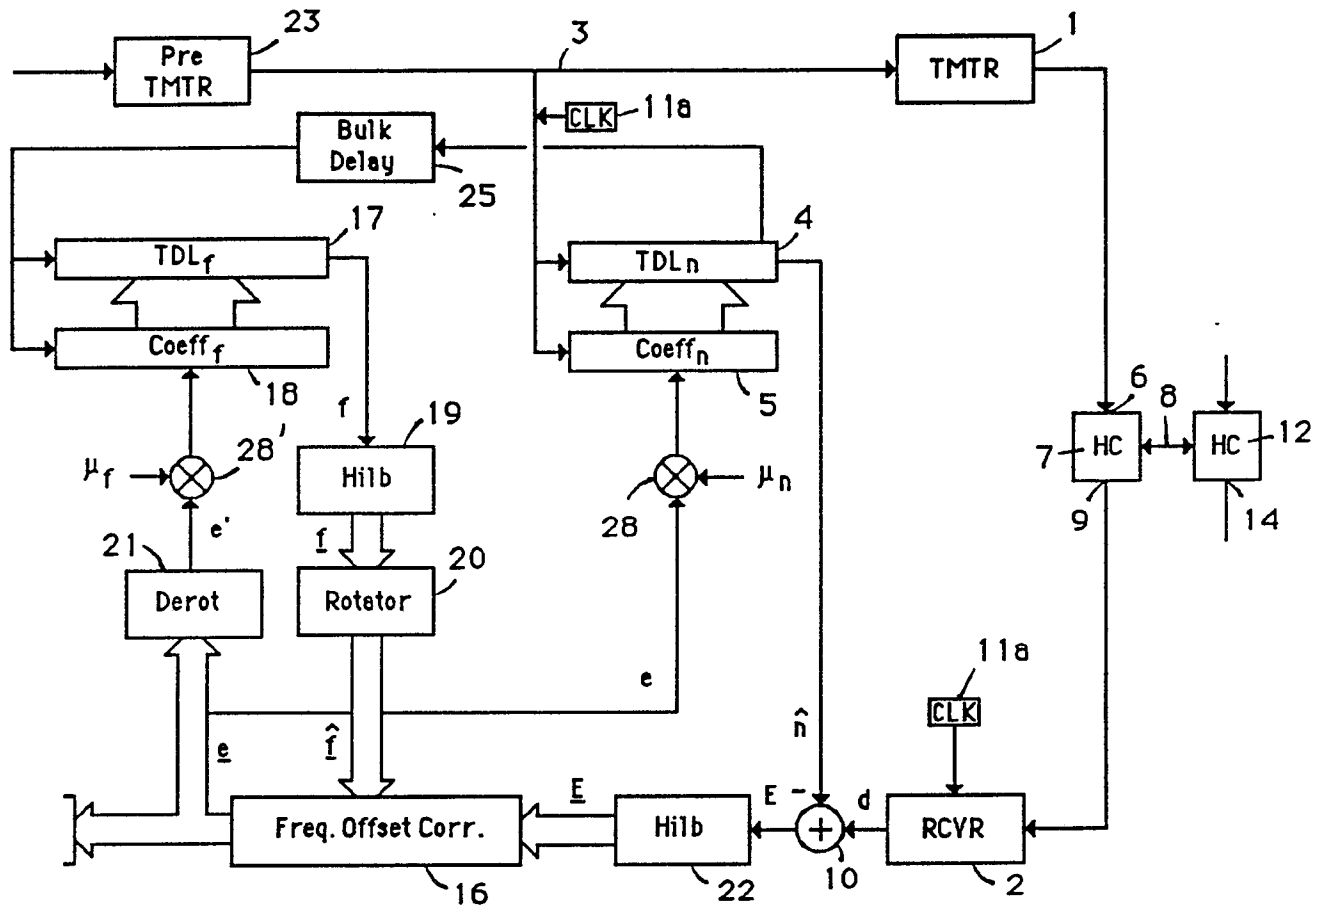 23
Pre
TMTR
3
1
TMTR
CLK
11a
Bulk
Delay
25
17
TDLf
4
TDLn
Coefff
18
Coeffn
5
f
19
6
8
7
HC
HC
12
28'
μf
Hilb
28
μn
9
14
e'
f
21
20
Derot
Rotator
11a
e
CLK
n̂
e
f̂
E
E
-
d
Freq. Offset Corr.
Hilb
+
RCVR
16
22
10
2